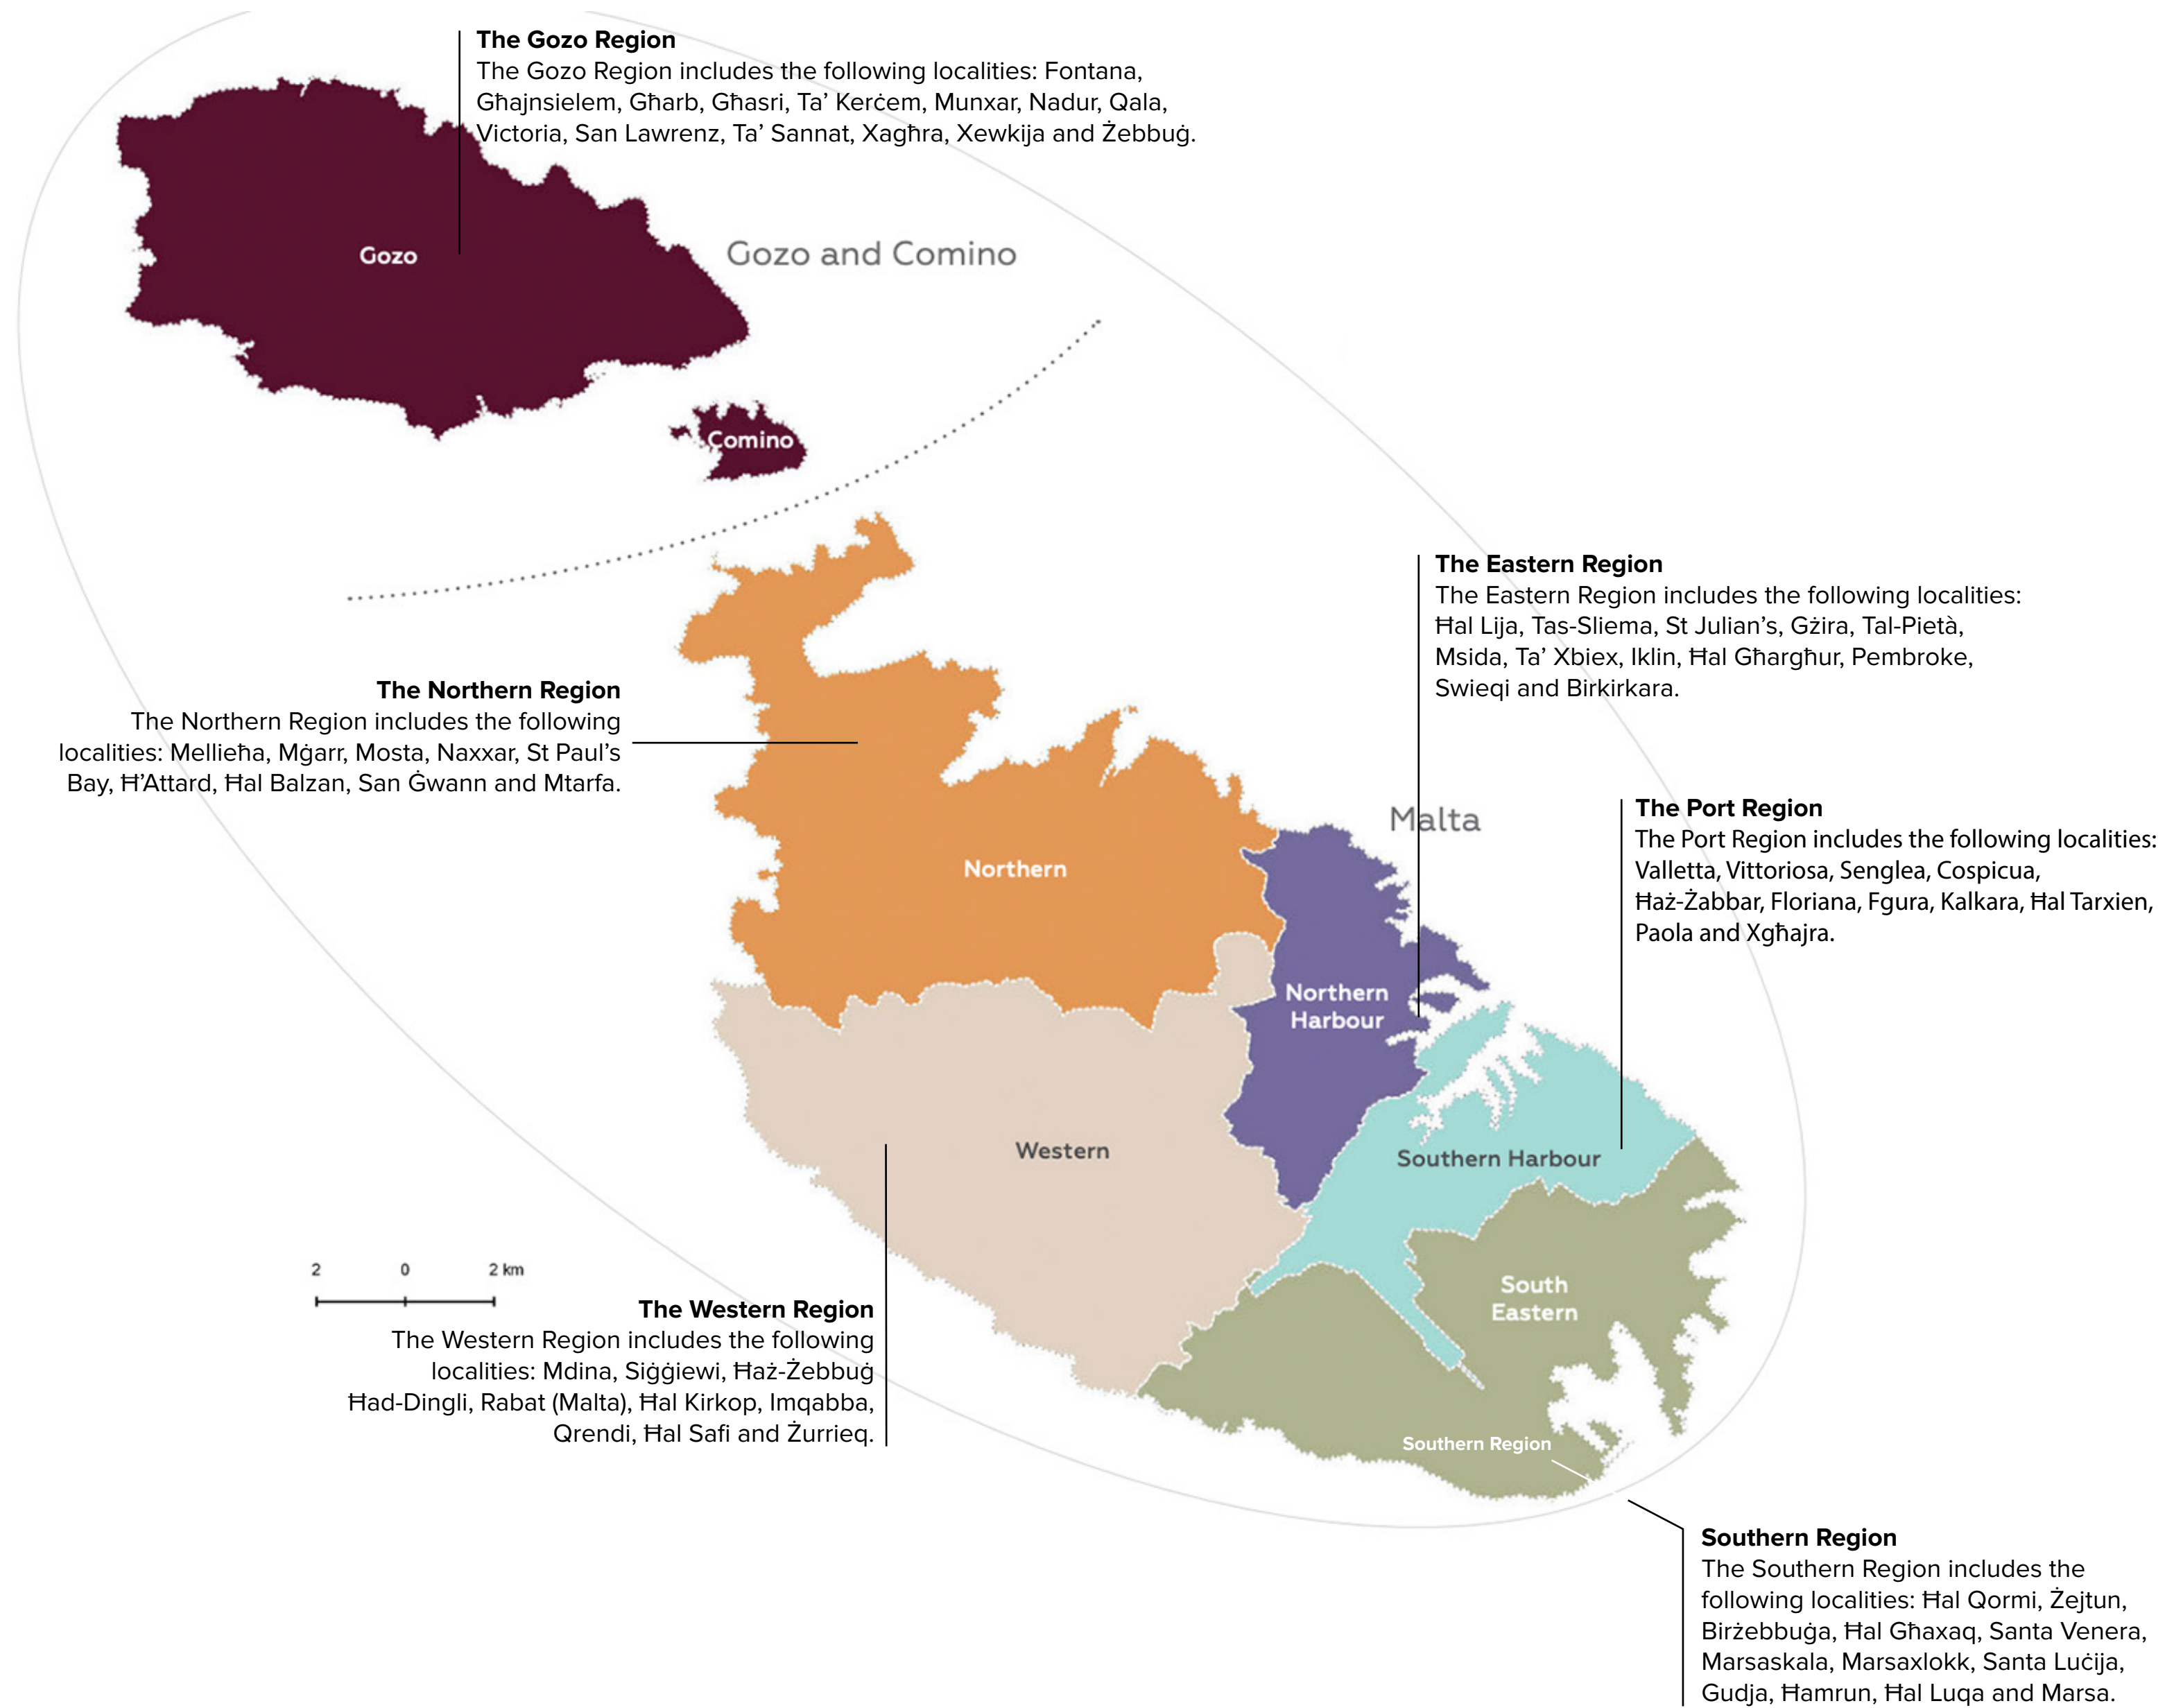 The Gozo Region
The Gozo Region includes the following localities: Fontana,
Għajnsielem, Għarb, Għasri, Ta’ Kerċem, Munxar, Nadur, Qala,
Victoria, San Lawrenz, Ta’ Sannat, Xagħra, Xewkija and Żebbuġ.
Gozo
Gozo and Comino
Comino
The Eastern Region
The Eastern Region includes the following localities:
Ħal Lija, Tas-Sliema, St Julian’s, Gżira, Tal-Pietà,
Msida, Ta’ Xbiex, Iklin, Ħal Għargħur, Pembroke,
Swieqi and Birkirkara.
The Northern Region
The Northern Region includes the following
localities: Mellieħa, Mġarr, Mosta, Naxxar, St Paul’s
Bay, Ħ’Attard, Ħal Balzan, San Ġwann and Mtarfa.
Malta
The Port Region
The Port Region includes the following localities:
Valletta, Vittoriosa, Senglea, Cospicua,
Ħaż-Żabbar, Floriana, Fgura, Kalkara, Ħal Tarxien,
Paola and Xgħajra.
Northern
Northern
Harbour
Western
Southern Harbour
2 0 2 km
South
Eastern
The Western Region
The Western Region includes the following
localities: Mdina, Siġġiewi, Ħaż-Żebbuġ
Ħad-Dingli, Rabat (Malta), Ħal Kirkop, Imqabba,
Qrendi, Ħal Safi and Żurrieq.
Southern Region
Southern Region
The Southern Region includes the
following localities: Ħal Qormi, Żejtun,
Birżebbuġa, Ħal Għaxaq, Santa Venera,
Marsaskala, Marsaxlokk, Santa Luċija,
Gudja, Ħamrun, Ħal Luqa and Marsa.